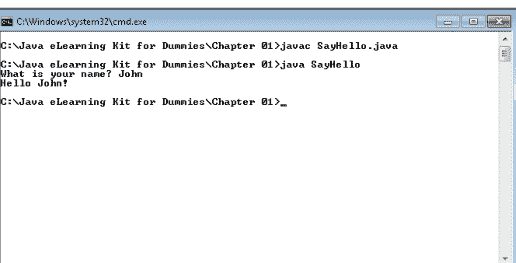 C:\Windows\system32\cmd.exe
C:\Java eLearning Kit for Dummies\Chapter 01>javac SayHello.java
C:\Java eLearning Kit for Dummies\Chapter 01>java SayHello
What is your name? John
Hello John!
C:\Java eLearning Kit for Dummies\Chapter 01>_